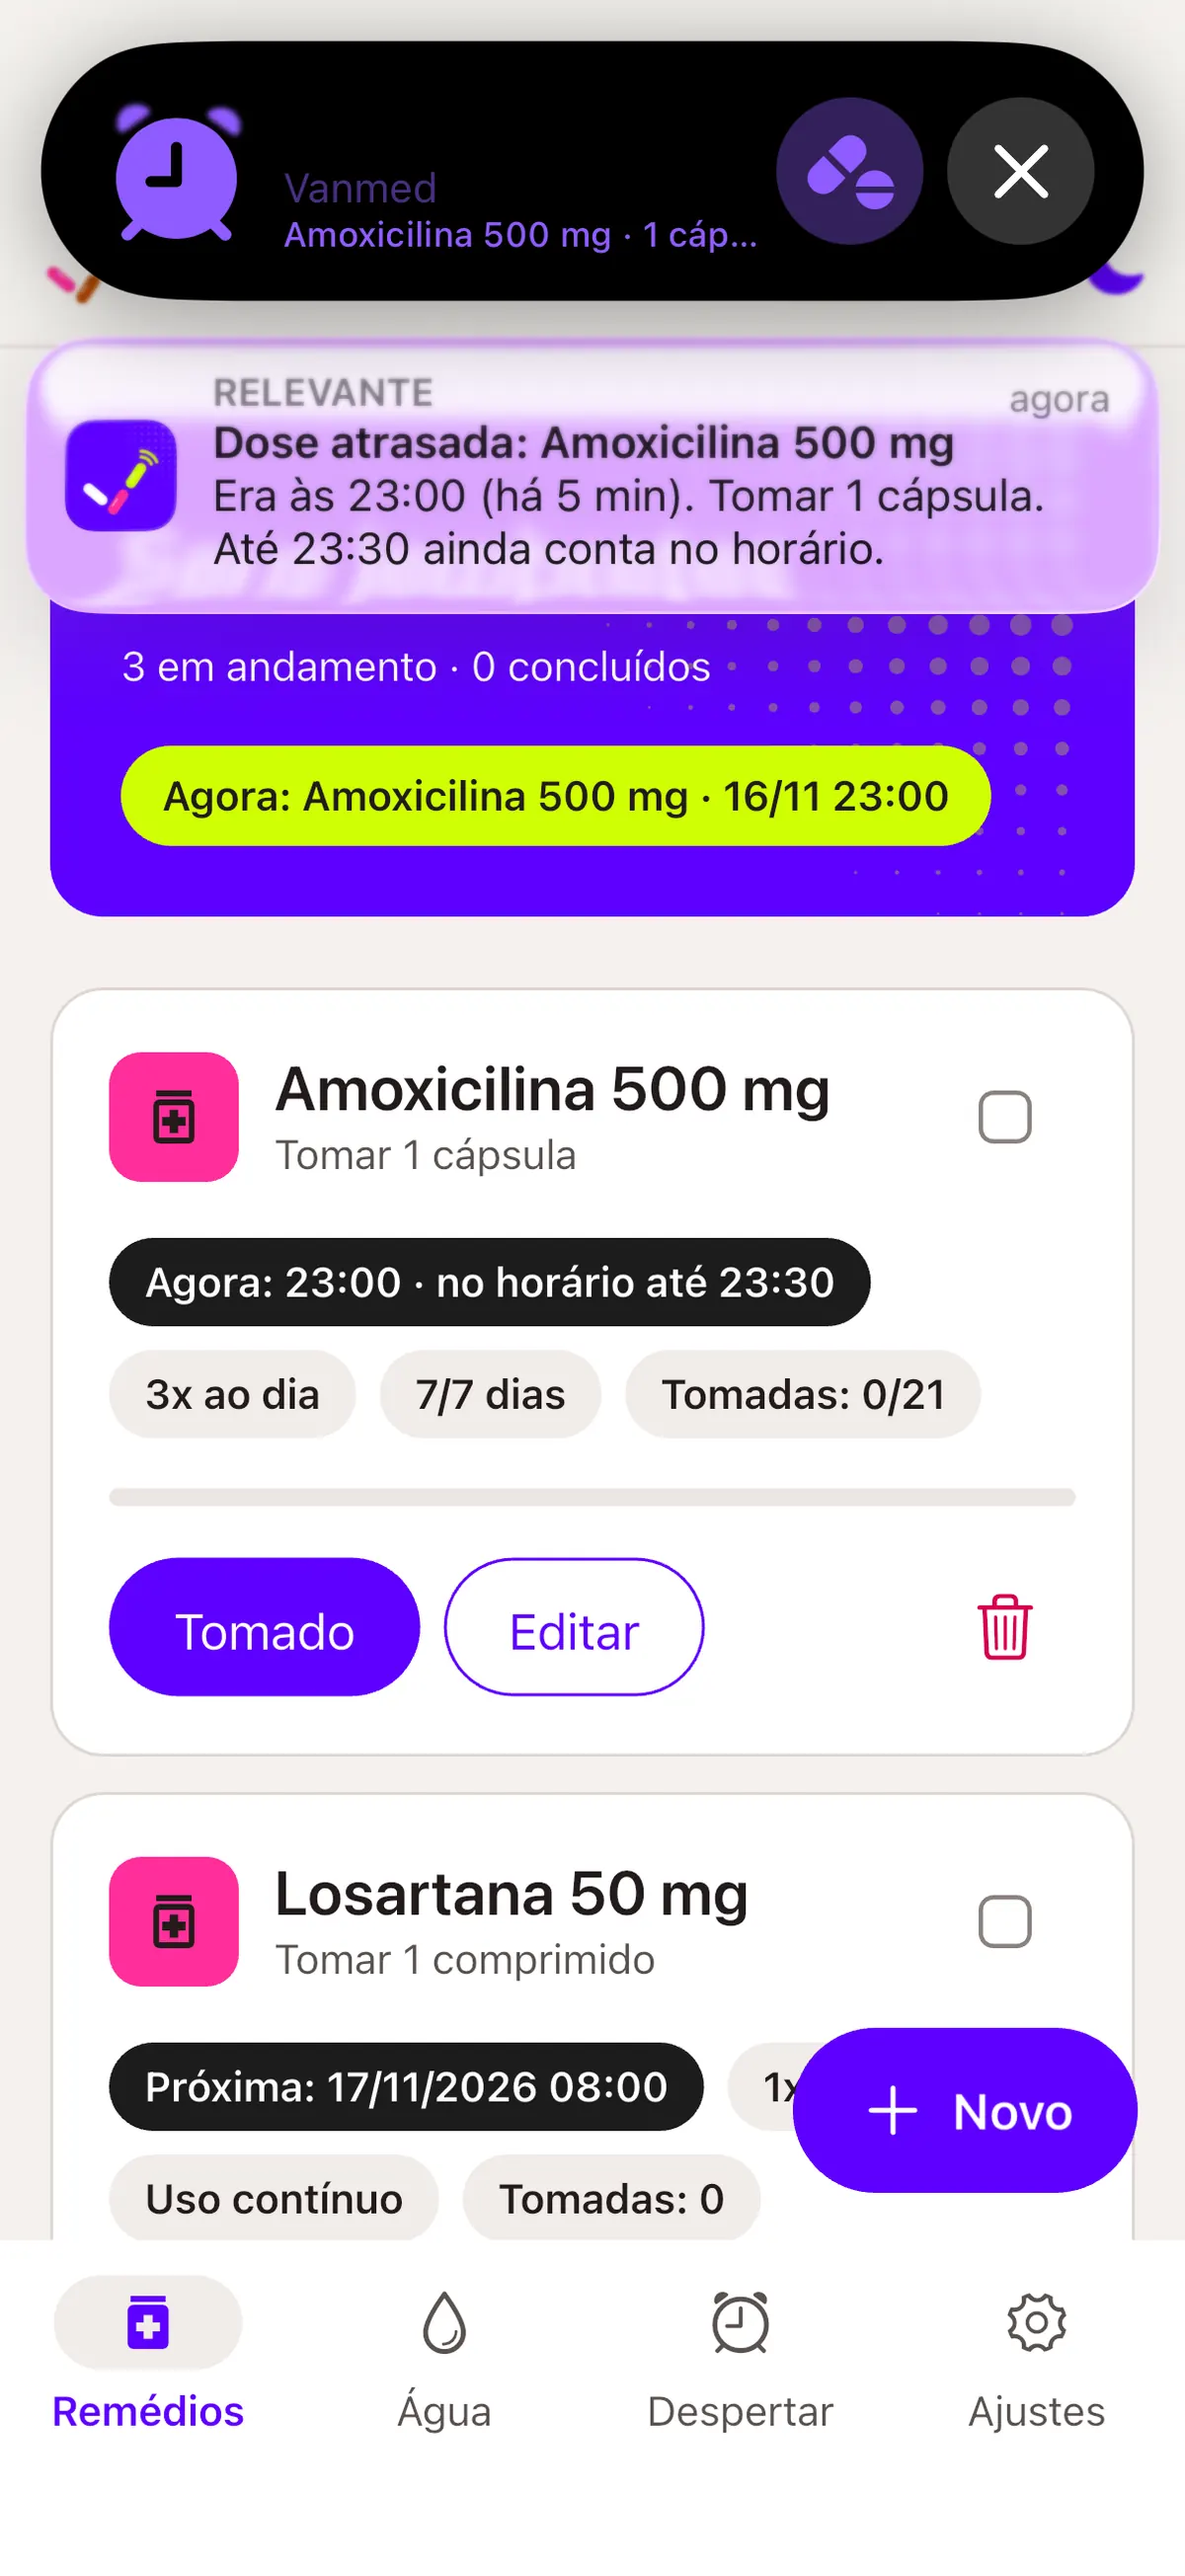 Vanmed
Amoxicilina 500 mg · 1 cáp...
RELEVANTE
agora
Dose atrasada: Amoxicilina 500 mg
Era às 23:00 (há 5 min). Tomar 1 cápsula.
Até 23:30 ainda conta no horário.
3 em andamento · 0 concluídos
Agora: Amoxicilina 500 mg · 16/11 23:00
Amoxicilina 500 mg
Tomar 1 cápsula
Agora: 23:00 · no horário até 23:30
3x ao dia
7/7 dias
Tomadas: 0/21
Tomado
Editar
Losartana 50 mg
Tomar 1 comprimido
Próxima: 17/11/2026 08:00
1x
Novo
Uso contínuo
Tomadas: 0
Remédios
Água
Despertar
Ajustes